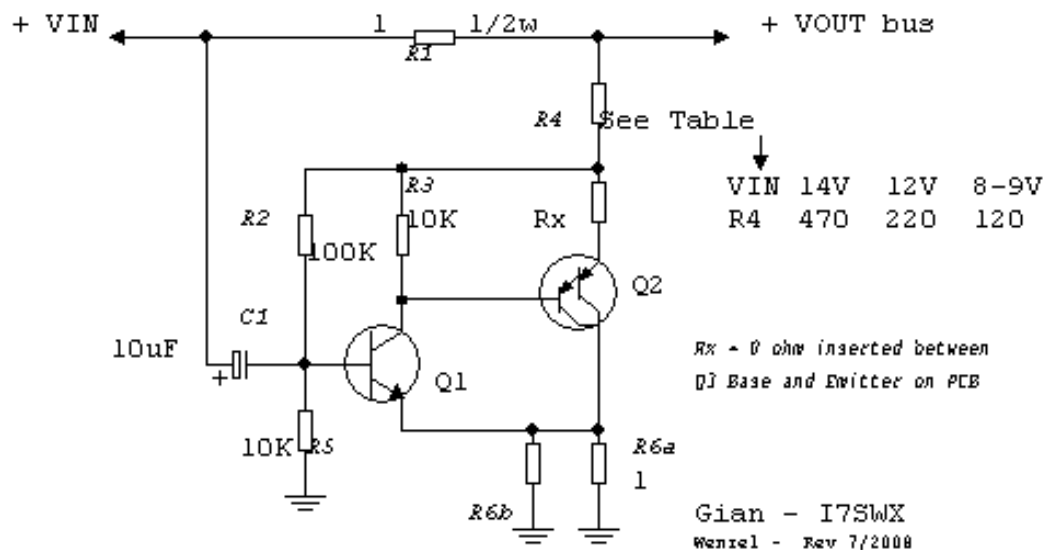 + VIN
1
1/2w
+ VOUT bus
R1
R4
See Table
R3
R2
10K
Rx
VIN 14V 12V 8-9V
R4 470 220 120
100K
Q2
C1
10uF
+
Q1
Rx - 0 ohm inserted between
Q3 Base and Emitter on PCB
10K R5
R6a
1
R6b
Gian - I7SWX
Wenzel - Rev 7/2008